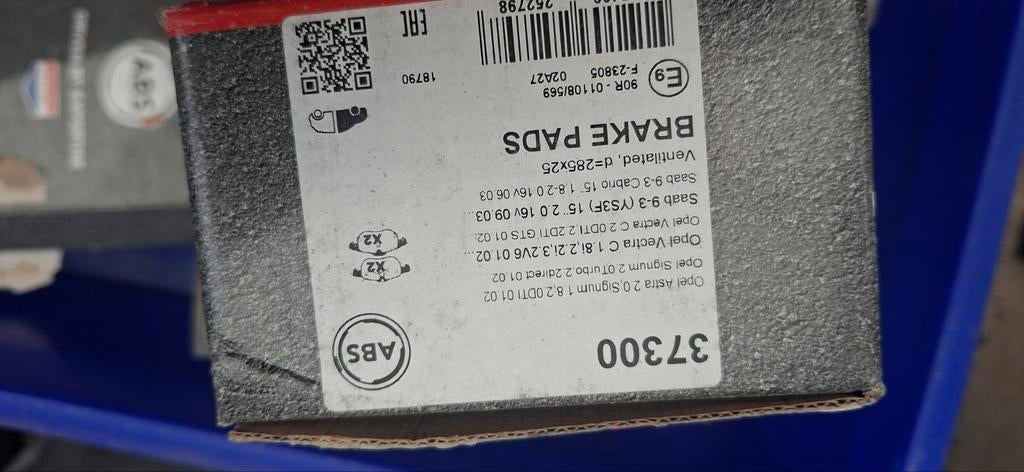 37300
ABS
Opel Astra 2,0,Signum 1.8,2.0DTI 01.02
Opel Signum 2.0Turbo,2.2direct 01.02
Opel Vectra C 1.8i,2.2i,3.2V6 01.02...
Opel Vectra C 2.0DTI,2.2DTI GTS 01.02.
Saab 9-3 (YS3F) 15" 2.0 16v 09.03...
Saab 9-3 Cabrio 15" 1.8-2.0 16v 06.03
Ventilated, d=285x25
X2
X2
BRAKE PADS
E9
90R - 01108/569
F-23805
02A27
18790
EAC
252798
ABS